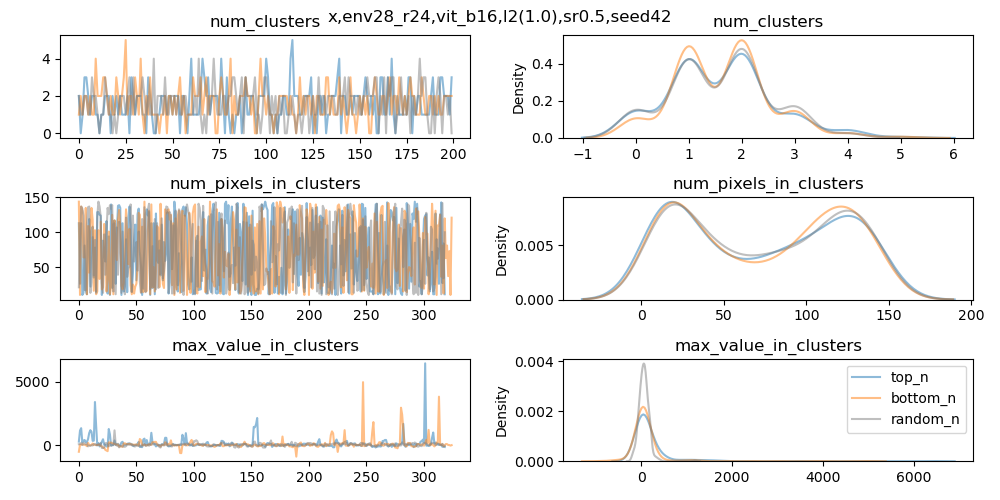 x,env28_r24,vit_b16,l2(1.0),sr0.5,seed42
num_clusters
4
2
0
0 25 50 75 100 125 150 175 200
num_clusters
Density
0.4
0.2
0.0
−1 0 1 2 3 4 5 6
num_pixels_in_clusters
150
100
50
0 50 100 150 200 250 300
num_pixels_in_clusters
Density
0.005
0.000
0 50 100 150 200
max_value_in_clusters
5000
0
0 50 100 150 200 250 300
max_value_in_clusters
Density
0.004
0.002
0.000
0 2000 4000 6000
top_n
bottom_n
random_n